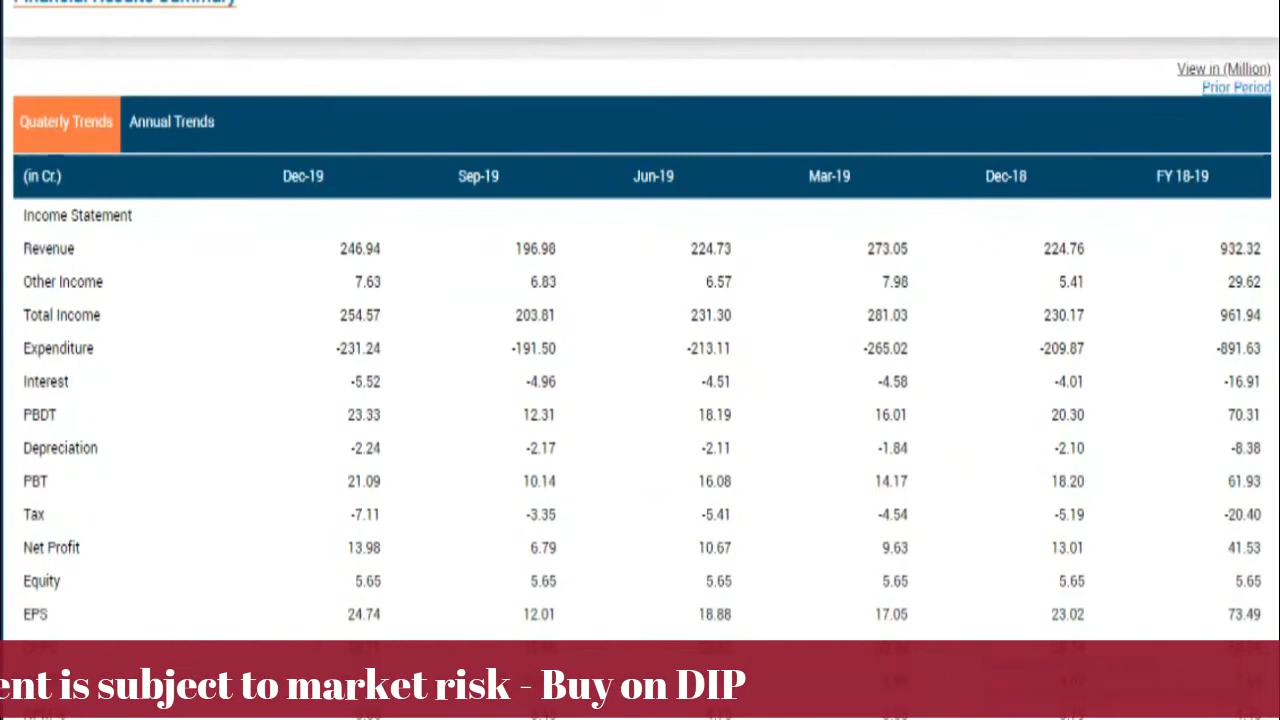 Financial Results Summary
View in (Million)
Prior Period
Quaterly Trends Annual Trends
(in Cr.) Dec-19 Sep-19 Jun-19 Mar-19 Dec-18 FY 18-19
Income Statement
Revenue 246.94 196.98 224.73 273.05 224.76 932.32
Other Income 7.63 6.83 6.57 7.98 5.41 29.62
Total Income 254.57 203.81 231.30 281.03 230.17 961.94
Expenditure -231.24 -191.50 -213.11 -265.02 -209.87 -891.63
Interest -5.52 -4.96 -4.51 -4.58 -4.01 -16.91
PBDT 23.33 12.31 18.19 16.01 20.30 70.31
Depreciation -2.24 -2.17 -2.11 -1.84 -2.10 -8.38
PBT 21.09 10.14 16.08 14.17 18.20 61.93
Tax -7.11 -3.35 -5.41 -4.54 -5.19 -20.40
Net Profit 13.98 6.79 10.67 9.63 13.01 41.53
Equity 5.65 5.65 5.65 5.65 5.65 5.65
EPS 24.74 12.01 18.88 17.05 23.02 73.49
ent is subject to market risk - Buy on DIP